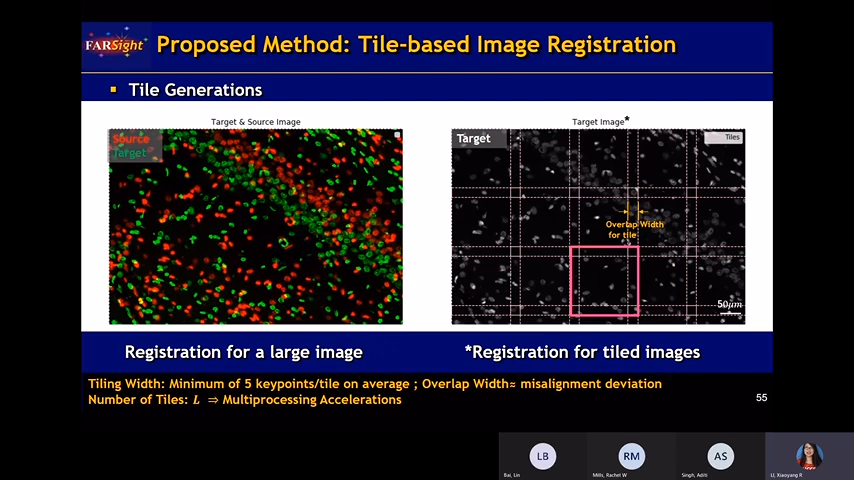 FARSight
Proposed Method: Tile-based Image Registration
▪ Tile Generations
Target & Source Image
Source
Target
Target Image*
Target
Tiles
Overlap Width
for tile
50μm
Registration for a large image
*Registration for tiled images
Tiling Width: Minimum of 5 keypoints/tile on average ; Overlap Width≈ misalignment deviation
Number of Tiles: L ⇒ Multiprocessing Accelerations
55
LB
RM
AS
Bai, Lin
Mills, Rachel W
Singh, Aditi
LI, Xiaoyang R